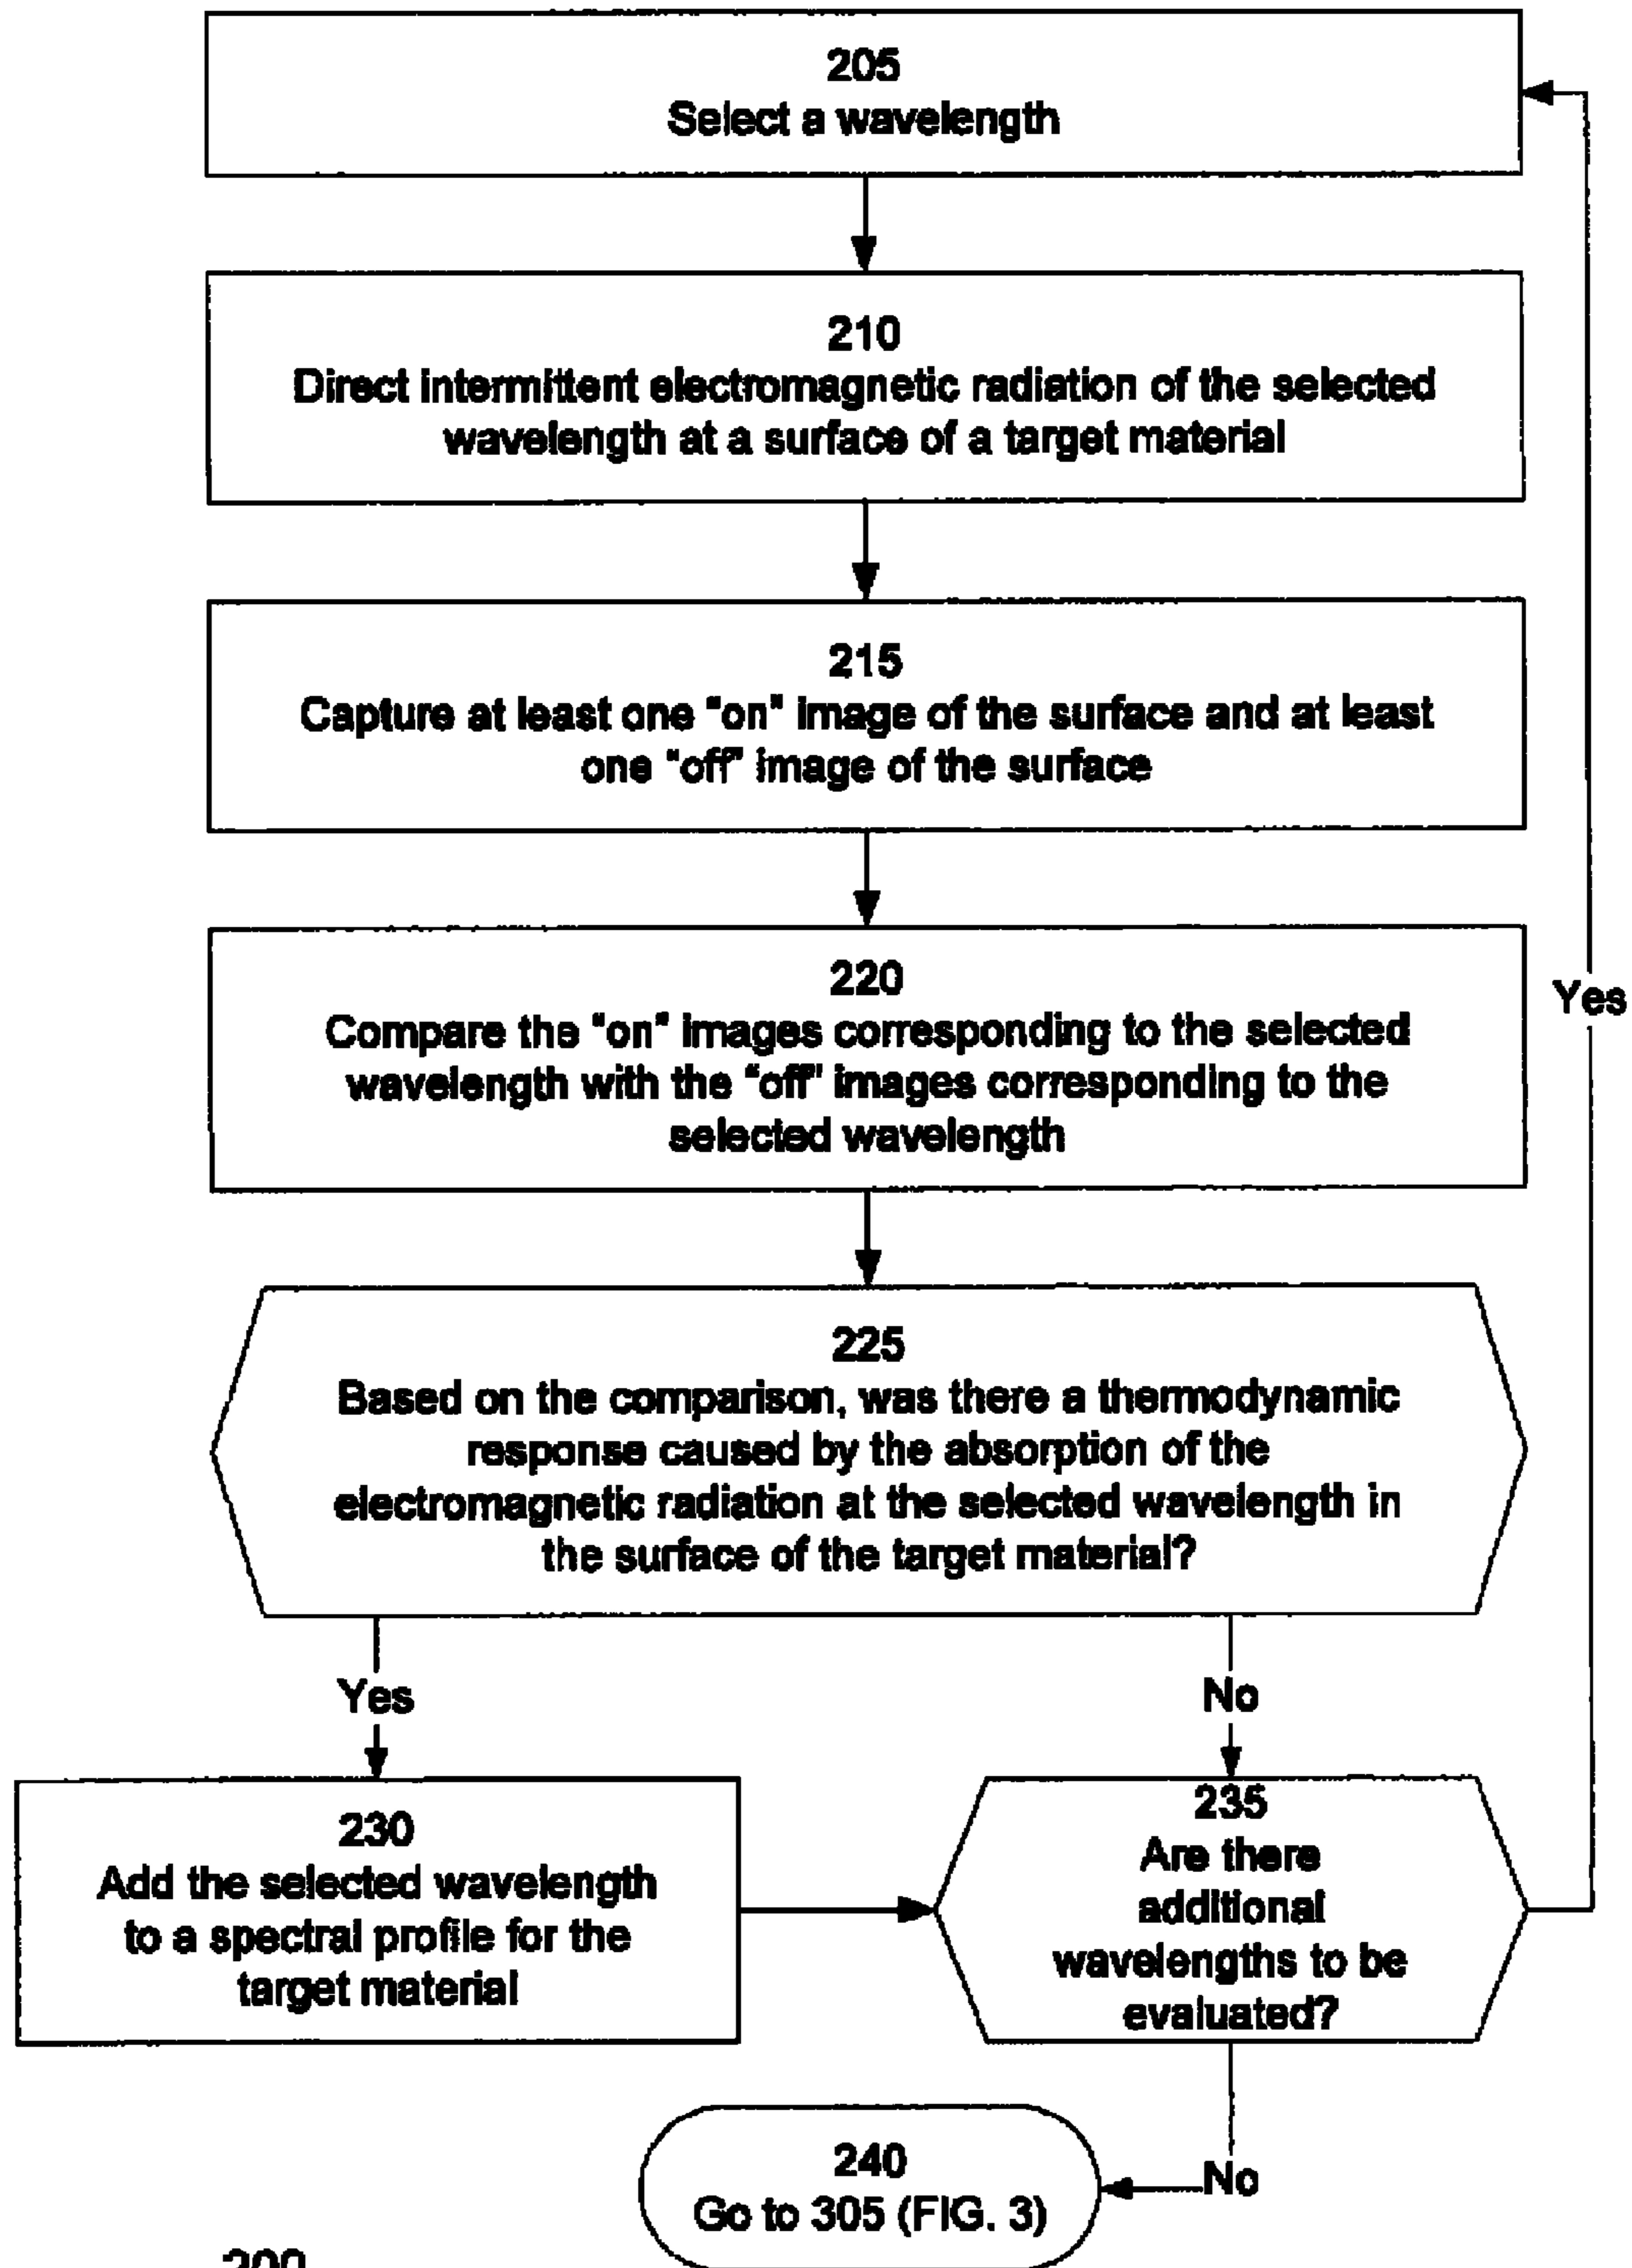 205
Select a wavelength
210
Direct intermittent electromagnetic radiation of the selected
wavelength at a surface of a target material
215
Capture at least one "on" image of the surface and at least
one "off" image of the surface
220
Compare the "on" images corresponding to the selected
wavelength with the "off" images corresponding to the
selected wavelength
Yes
225
Based on the comparison, was there a thermodynamic
response caused by the absorption of the
electromagnetic radiation at the selected wavelength in
the surface of the target material?
Yes
No
230
Add the selected wavelength
to a spectral profile for the
target material
235
Are there
additional
wavelengths to be
evaluated?
240
Go to 305 (FIG. 3)
No
200